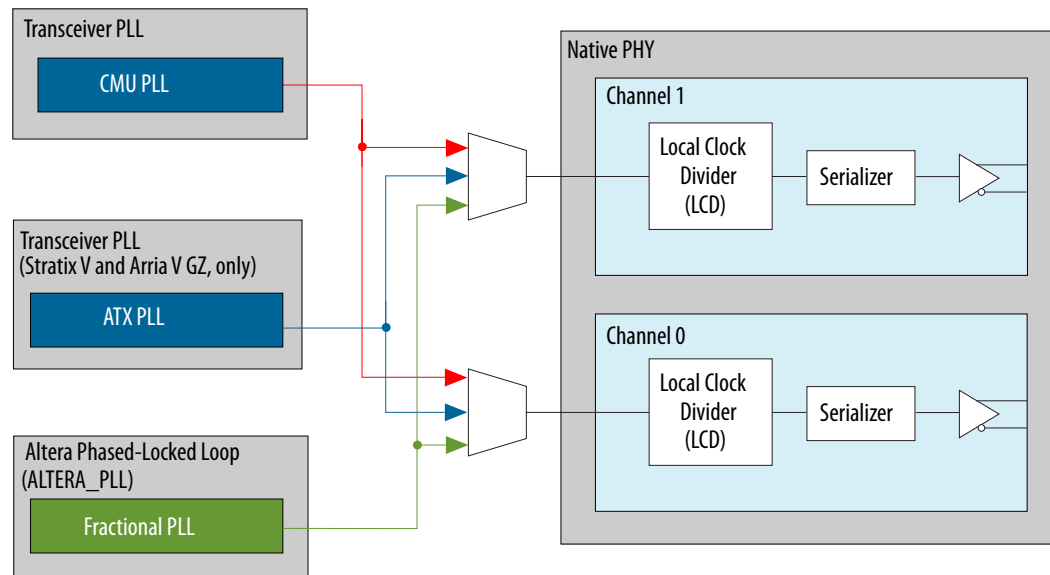 Transceiver PLL
CMU PLL
Transceiver PLL
(Stratix V and Arria V GZ, only)
ATX PLL
Altera Phased-Locked Loop
(ALTERA_PLL)
Fractional PLL
Native PHY
Channel 1
Local Clock
Divider
(LCD)
Serializer
Channel 0
Local Clock
Divider
(LCD)
Serializer